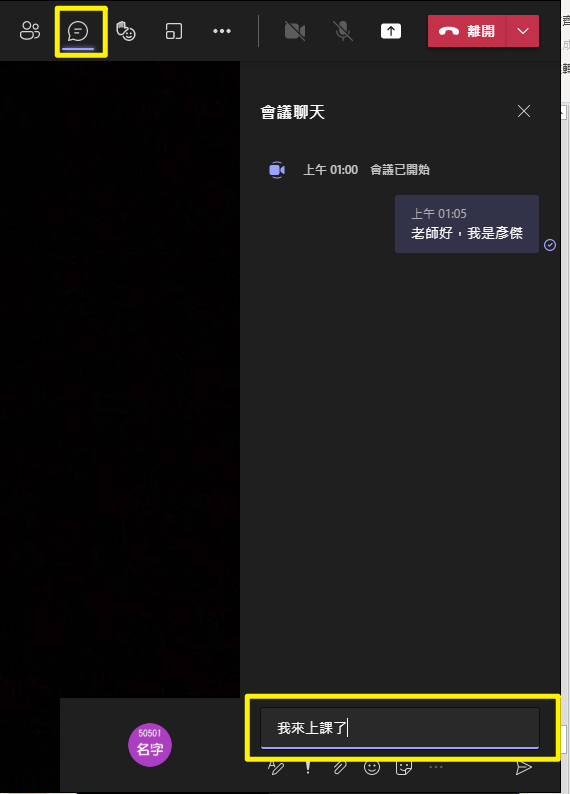 離開
會議聊天
上午 01:00 會議已開始
上午 01:05
老師好，我是彥傑
50501
名字
我來上課了